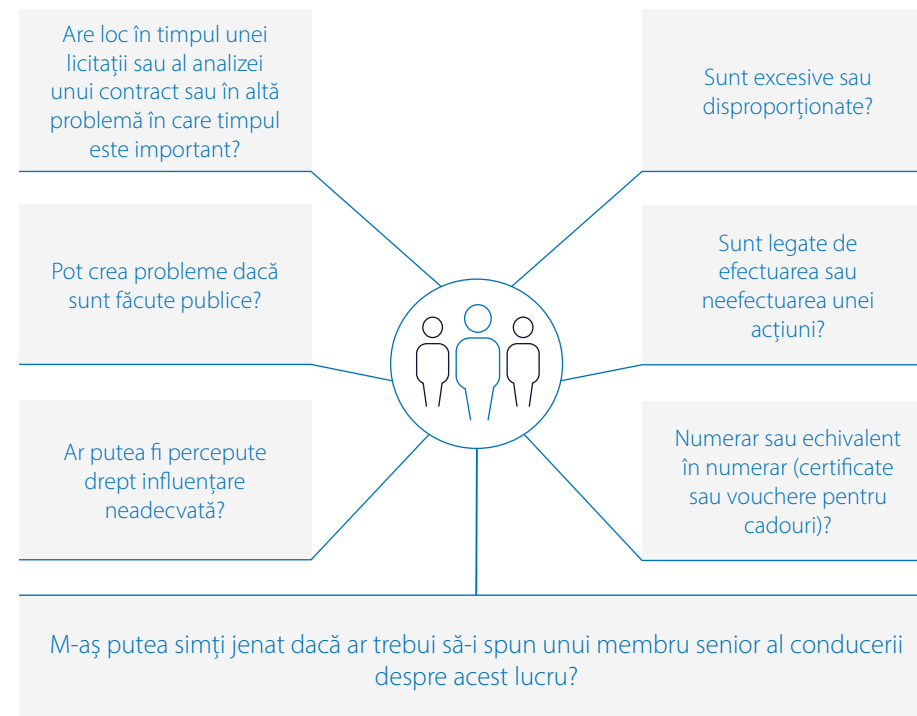 Are loc în timpul unei
licitații sau al analizei
unui contract sau în altă
problemă în care timpul
este important?
Sunt excesive sau
disproporționate?
Pot crea probleme dacă
sunt făcute publice?
Sunt legate de
efectuarea sau
neefectuarea unei
acțiuni?
Ar putea fi percepute
drept influențare
neadecvată?
Numerar sau echivalent
în numerar (certificate
sau vouchere pentru
cadouri)?
M-aş putea simți jenat dacă ar trebui să-i spun unui membru senior al conducerii
despre acest lucru?